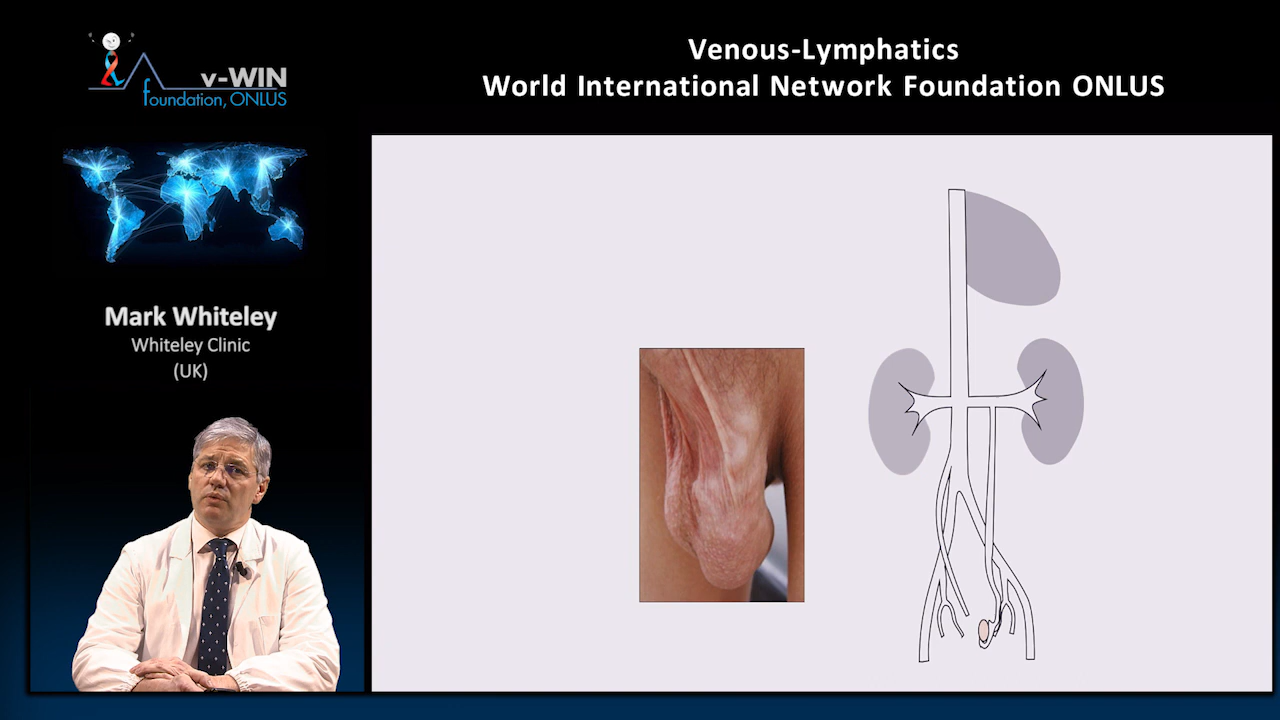 v-WIN
foundation, ONLUS
Venous-Lymphatics
World International Network Foundation ONLUS
Mark Whiteley
Whiteley Clinic
(UK)